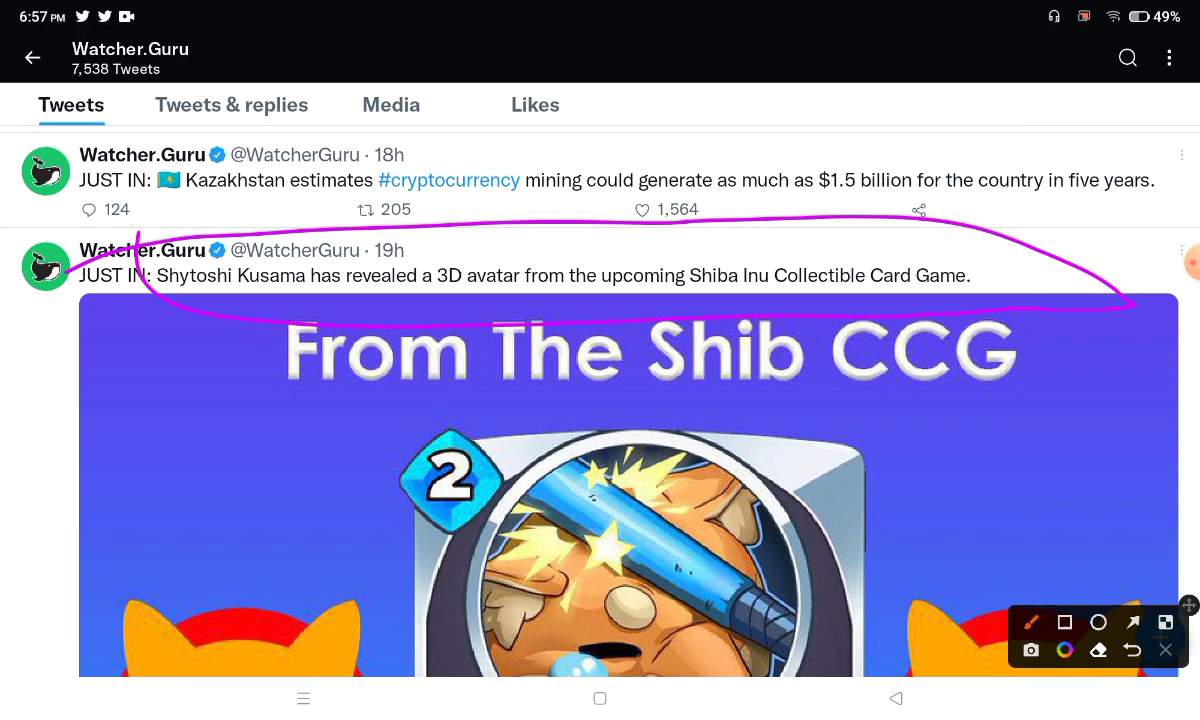 6:57 PM 49%
Watcher.Guru
7,538 Tweets
Tweets Tweets & replies Media Likes
Watcher.Guru @WatcherGuru · 18h
JUST IN: 🇰🇿 Kazakhstan estimates #cryptocurrency mining could generate as much as $1.5 billion for the country in five years.
124 205 1,564
Watcher.Guru @WatcherGuru · 19h
JUST IN: Shytoshi Kusama has revealed a 3D avatar from the upcoming Shiba Inu Collectible Card Game.
From The Shib CCG
2